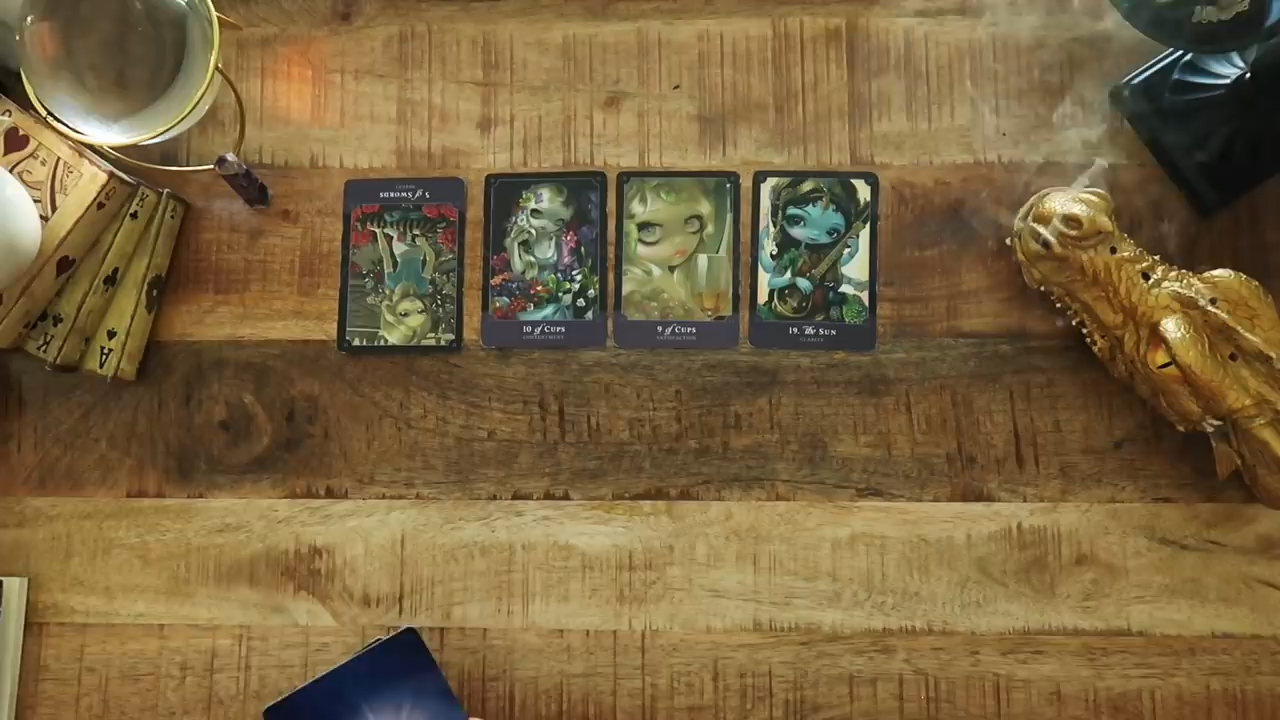 5 of SWORDS
10 of CUPS
CONTENTMENT
9 of CUPS
SATISFACTION
19. The SUN
CLARITY
K
A